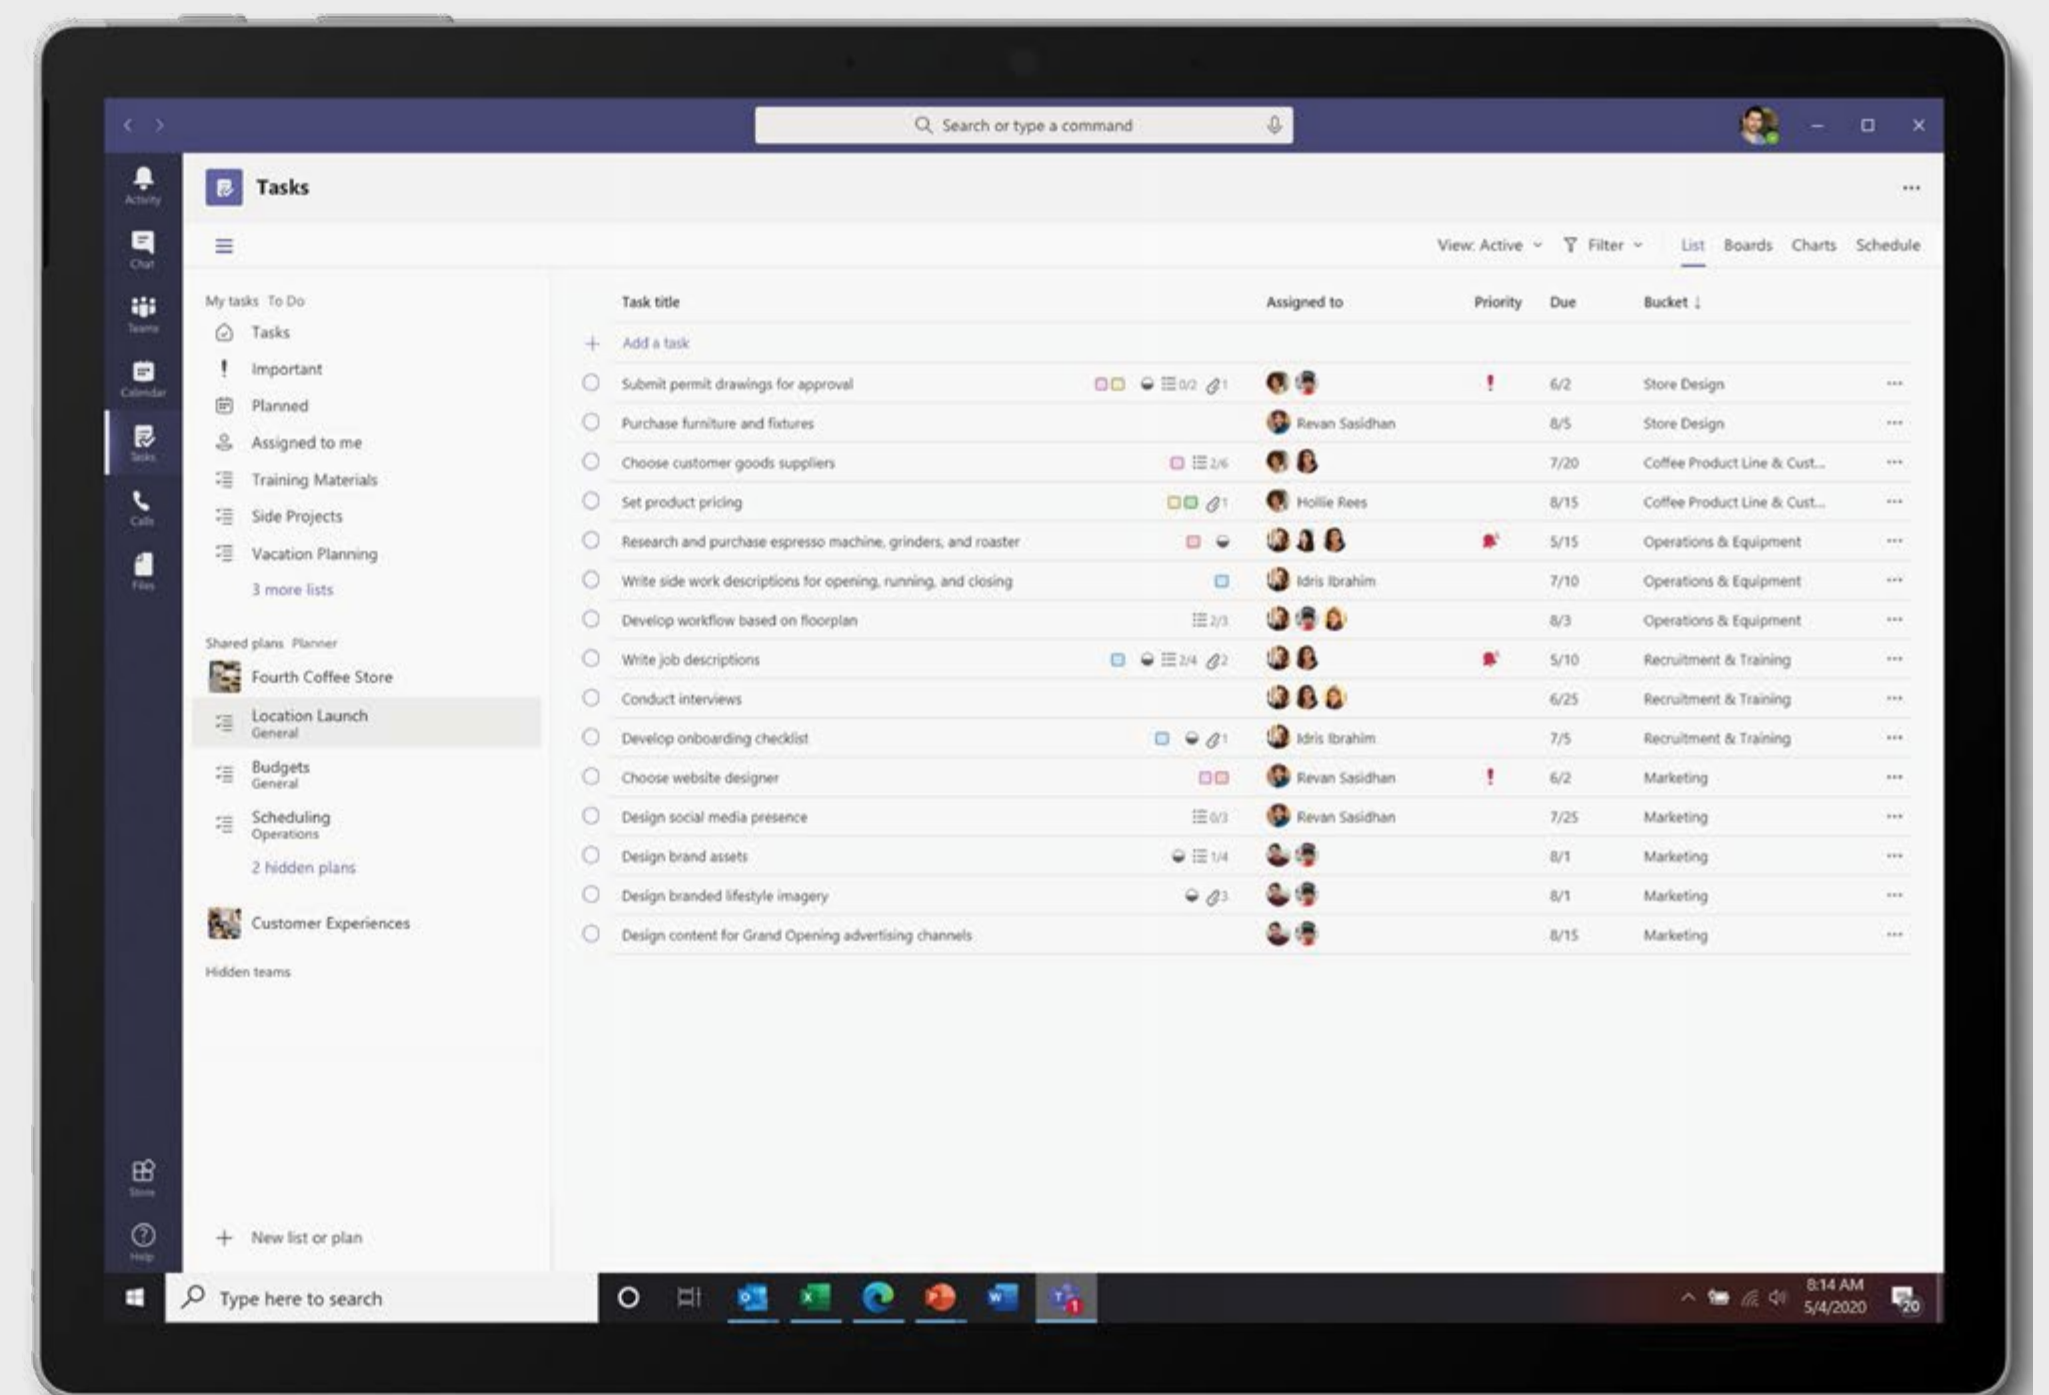 Search or type a command
Activity
Chat
Teams
Calendar
Tasks
Calls
Files
Store
Help
Tasks
View: Active
Filter
List
Boards
Charts
Schedule
My tasks To Do
Tasks
Important
Planned
Assigned to me
Training Materials
Side Projects
Vacation Planning
3 more lists
Shared plans Planner
Fourth Coffee Store
Location Launch
General
Budgets
General
Scheduling
Operations
2 hidden plans
Customer Experiences
Hidden teams
New list or plan
Task title Assigned to Priority Due Bucket ↓
Add a task
Submit permit drawings for approval 0/2 1 ! 6/2 Store Design
Purchase furniture and fixtures Revan Sasidhan 8/5 Store Design
Choose customer goods suppliers 2/6 7/20 Coffee Product Line & Cust...
Set product pricing 1 Hollie Rees 8/15 Coffee Product Line & Cust...
Research and purchase espresso machine, grinders, and roaster 5/15 Operations & Equipment
Write side work descriptions for opening, running, and closing Idris Ibrahim 7/10 Operations & Equipment
Develop workflow based on floorplan 2/3 8/3 Operations & Equipment
Write job descriptions 2/4 2 5/10 Recruitment & Training
Conduct interviews 6/25 Recruitment & Training
Develop onboarding checklist 1 Idris Ibrahim 7/5 Recruitment & Training
Choose website designer Revan Sasidhan ! 6/2 Marketing
Design social media presence 0/3 Revan Sasidhan 7/25 Marketing
Design brand assets 1/4 8/1 Marketing
Design branded lifestyle imagery 3 8/1 Marketing
Design content for Grand Opening advertising channels 8/15 Marketing
Type here to search
1
8:14 AM
5/4/2020
20